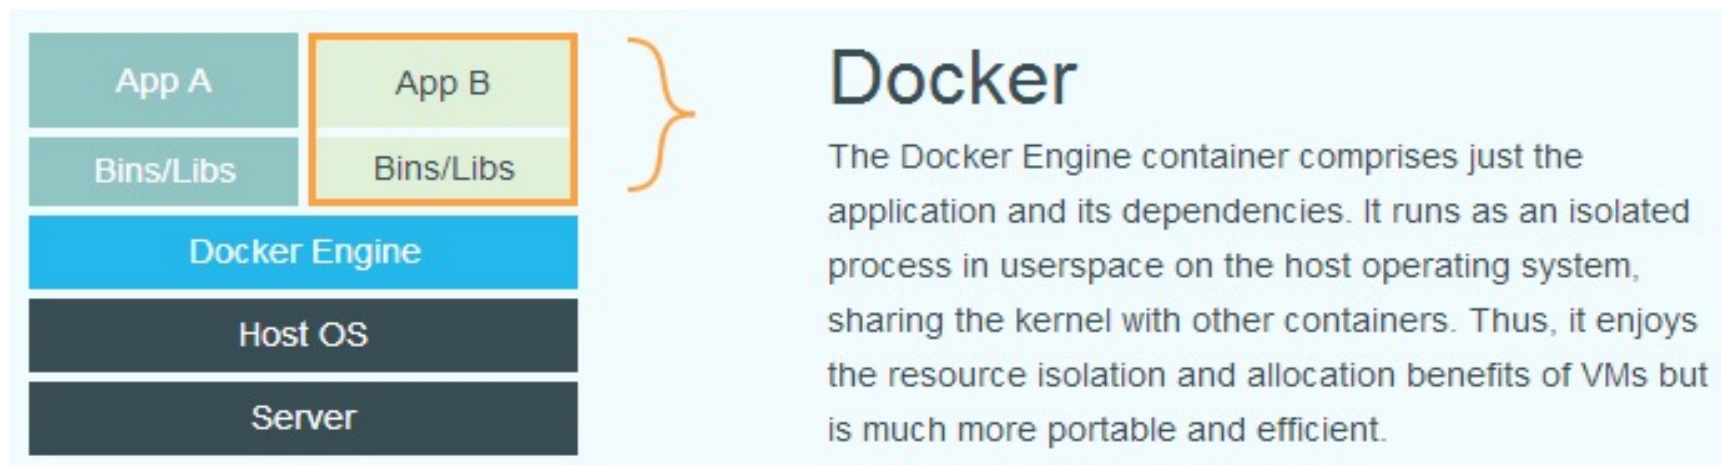 App A
App B
Bins/Libs
Bins/Libs
Docker Engine
Host OS
Server
Docker
The Docker Engine container comprises just the
application and its dependencies. It runs as an isolated
process in userspace on the host operating system,
sharing the kernel with other containers. Thus, it enjoys
the resource isolation and allocation benefits of VMs but
is much more portable and efficient.